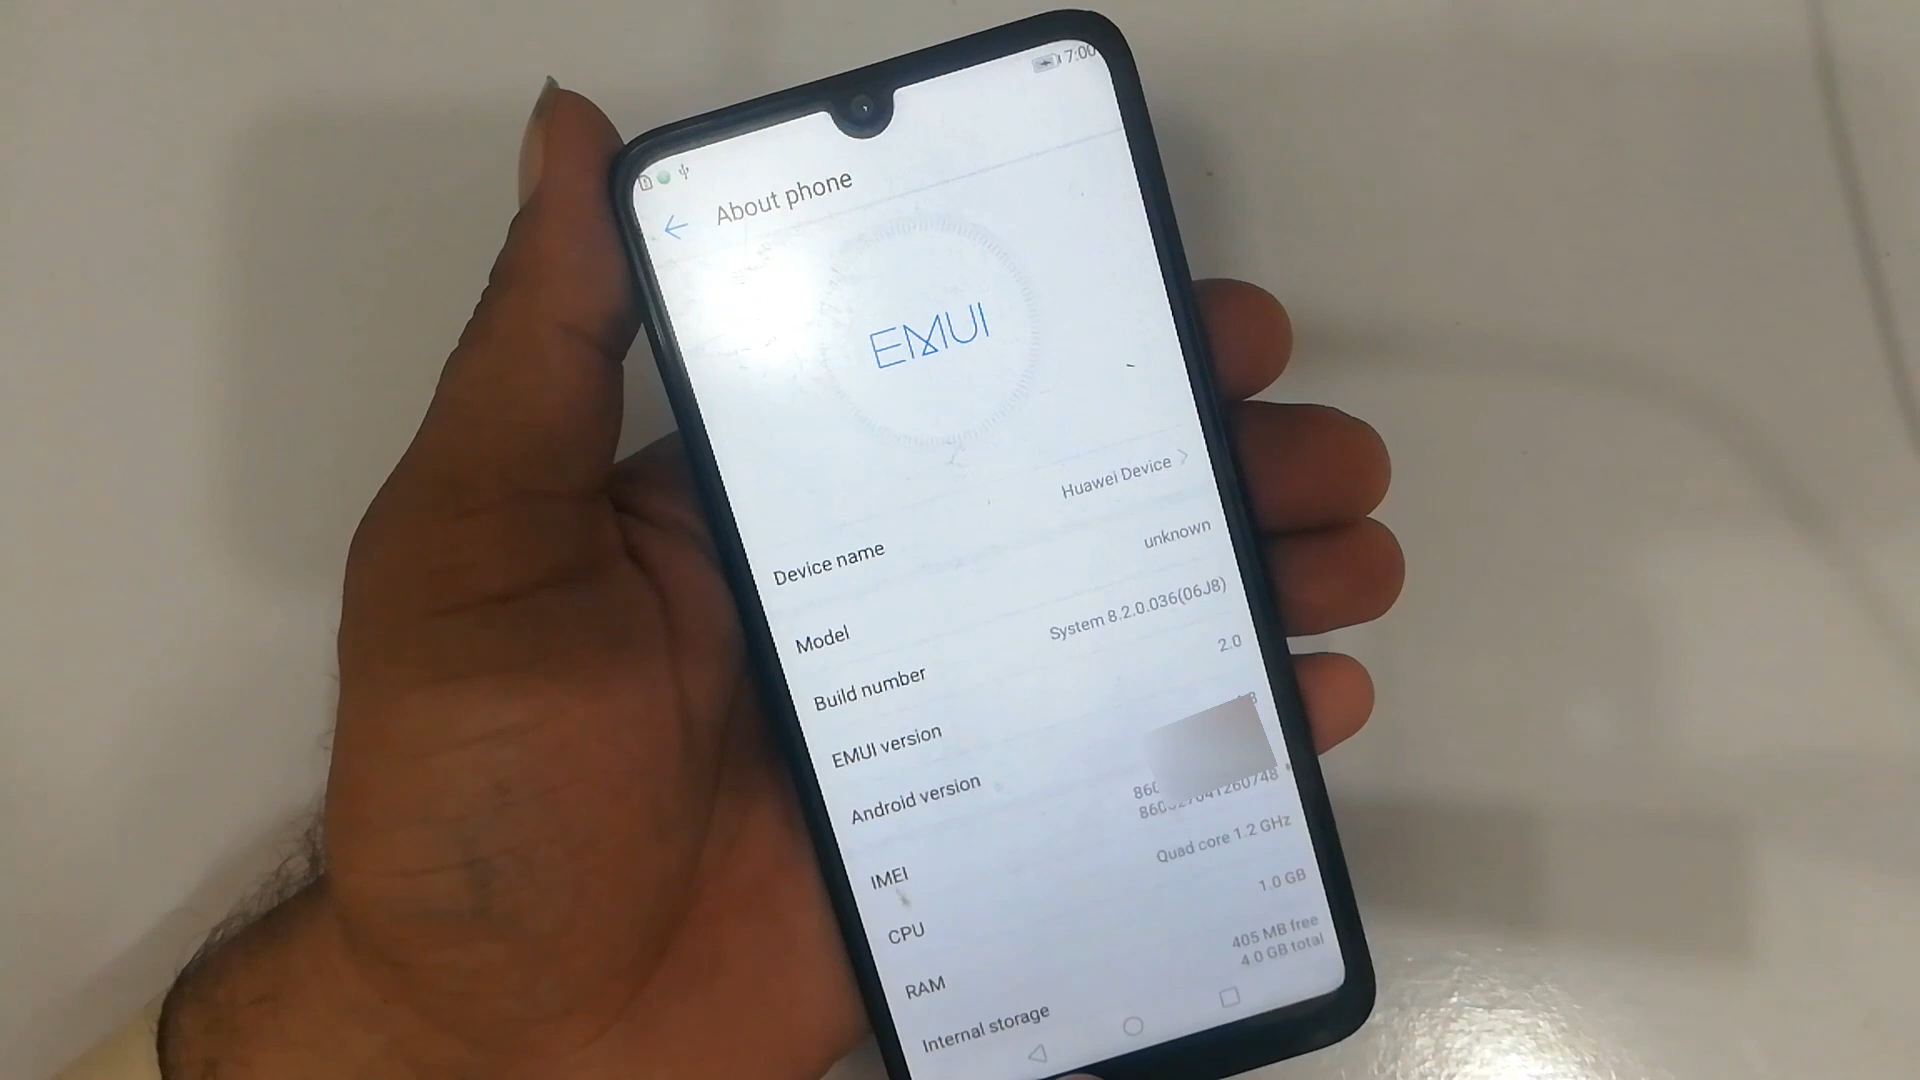 7:00
About phone
EMUI
Device name Huawei Device
Model unknown
Build number System 8.2.0.036(06J8)
EMUI version 2.0
Android version
IMEI 860
CPU Quad core 1.2 GHz
RAM 1.0 GB
Internal storage 405 MB free
4.0 GB total